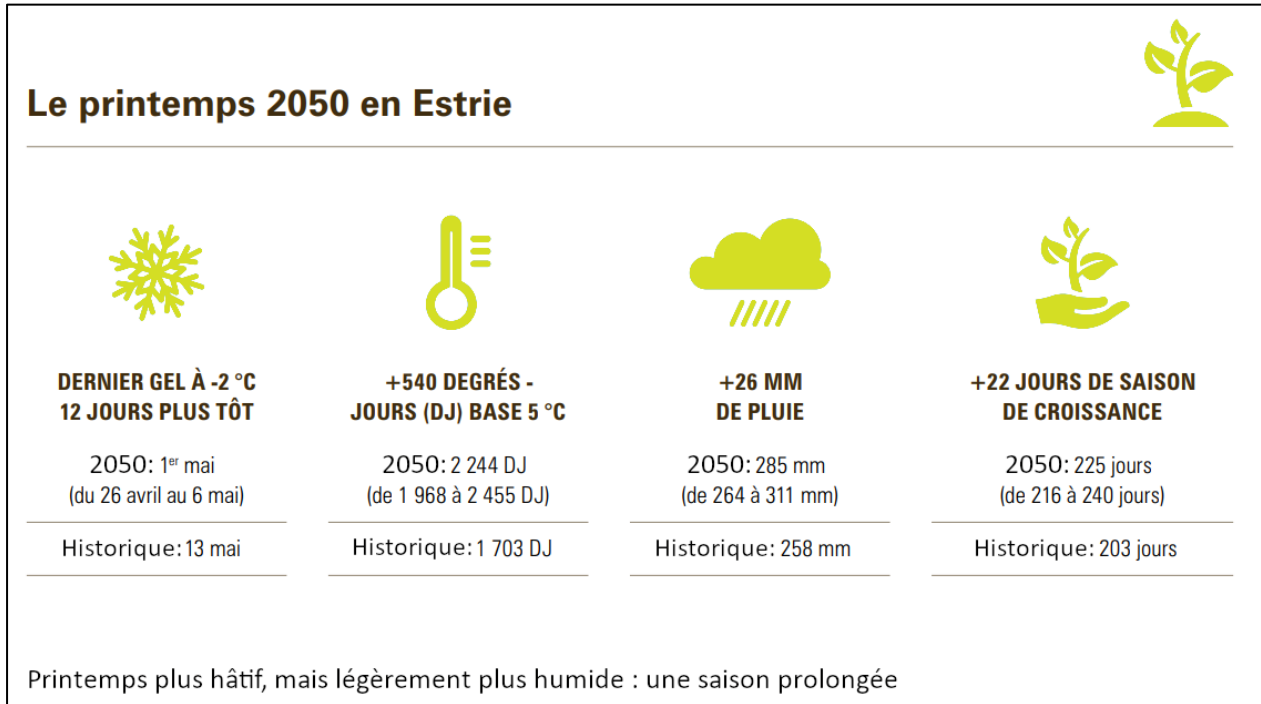 Le printemps 2050 en Estrie
DERNIER GEL À -2 °C
12 JOURS PLUS TÔT
2050: 1er mai
(du 26 avril au 6 mai)
Historique: 13 mai
+540 DEGRÉS -
JOURS (DJ) BASE 5 °C
2050: 2 244 DJ
(de 1 968 à 2 455 DJ)
Historique: 1 703 DJ
+26 MM
DE PLUIE
2050: 285 mm
(de 264 à 311 mm)
Historique: 258 mm
+22 JOURS DE SAISON
DE CROISSANCE
2050: 225 jours
(de 216 à 240 jours)
Historique: 203 jours
Printemps plus hâtif, mais légèrement plus humide : une saison prolongée